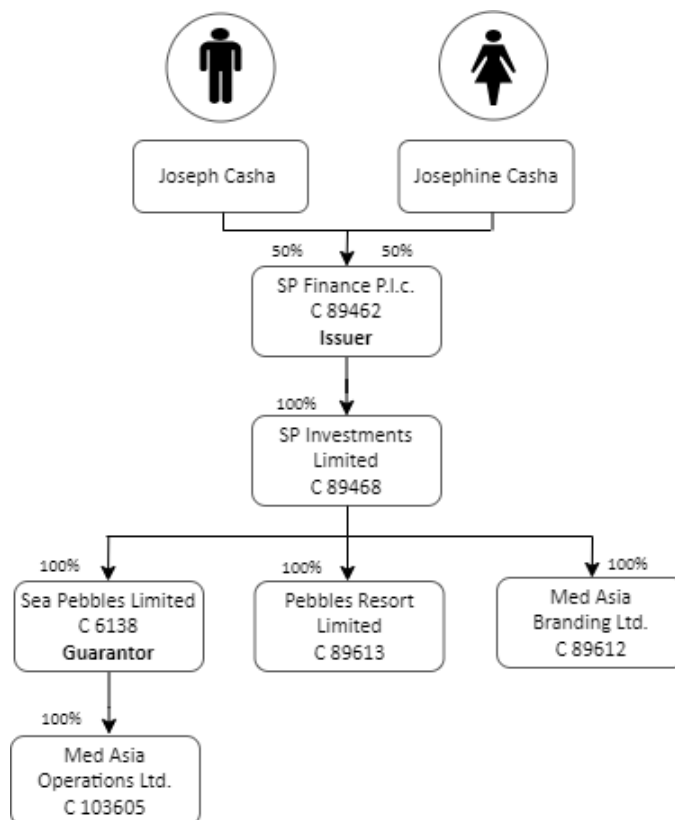 Joseph Casha
Josephine Casha
50%
50%
SP Finance P.l.c.
C 89462
Issuer
100%
SP Investments
Limited
C 89468
100%
Sea Pebbles Limited
C 6138
Guarantor
100%
Pebbles Resort
Limited
C 89613
100%
Med Asia
Branding Ltd.
C 89612
100%
Med Asia
Operations Ltd.
C 103605